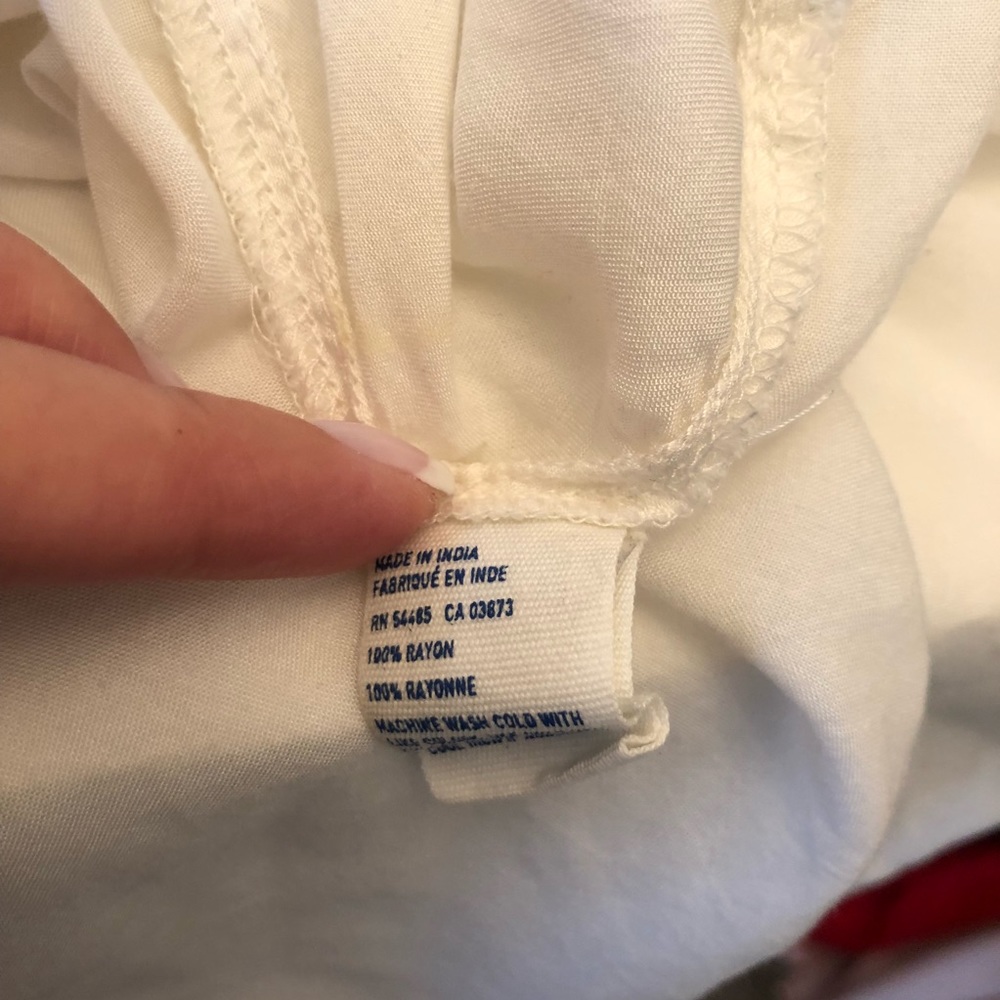 MADE IN INDIA
FABRIQUÉ EN INDE
RN 54485 CA 03873
100% RAYON
100% RAYONNE
MACHINE WASH COLD WITH